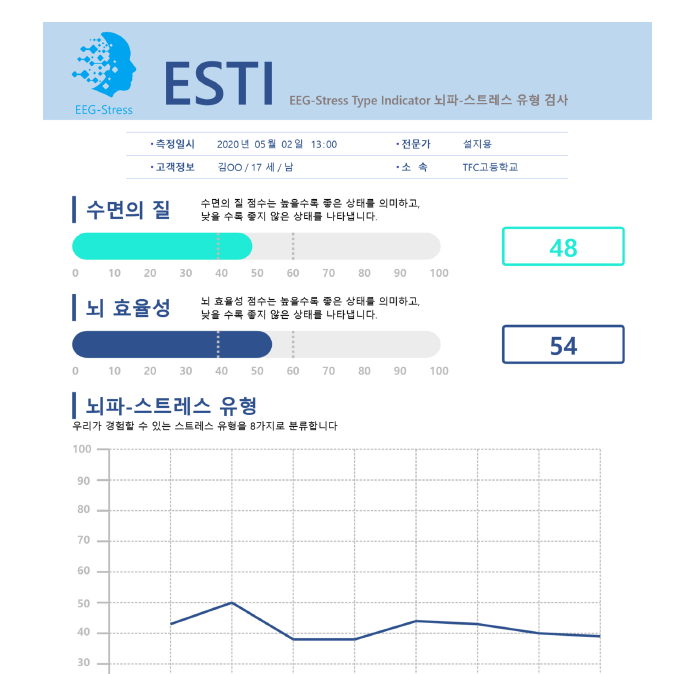 EEG-Stress
ESTI EEG-Stress Type Indicator 뇌파-스트레스 유형 검사
• 측정일시 2020년 05월 02일 13:00 • 전문가 설지용
• 고객정보 김OO / 17 세 / 남 • 소 속 TFC고등학교
수면의 질
수면의 질 점수는 높을수록 좋은 상태를 의미하고,
낮을 수록 좋지 않은 상태를 나타냅니다.
48
0 10 20 30 40 50 60 70 80 90 100
뇌 효율성
뇌 효율성 점수는 높을수록 좋은 상태를 의미하고,
낮을 수록 좋지 않은 상태를 나타냅니다.
54
0 10 20 30 40 50 60 70 80 90 100
뇌파-스트레스 유형
우리가 경험할 수 있는 스트레스 유형을 8가지로 분류합니다
100
90
80
70
60
50
40
30